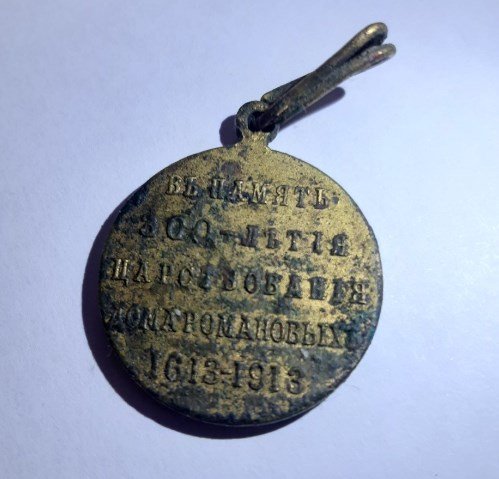 ВЪ ПАМЯТЬ
300-ЛѢТІЯ
ЦАРСТВОВАНІЯ
ДОМА РОМАНОВЫХЪ
1613-1913